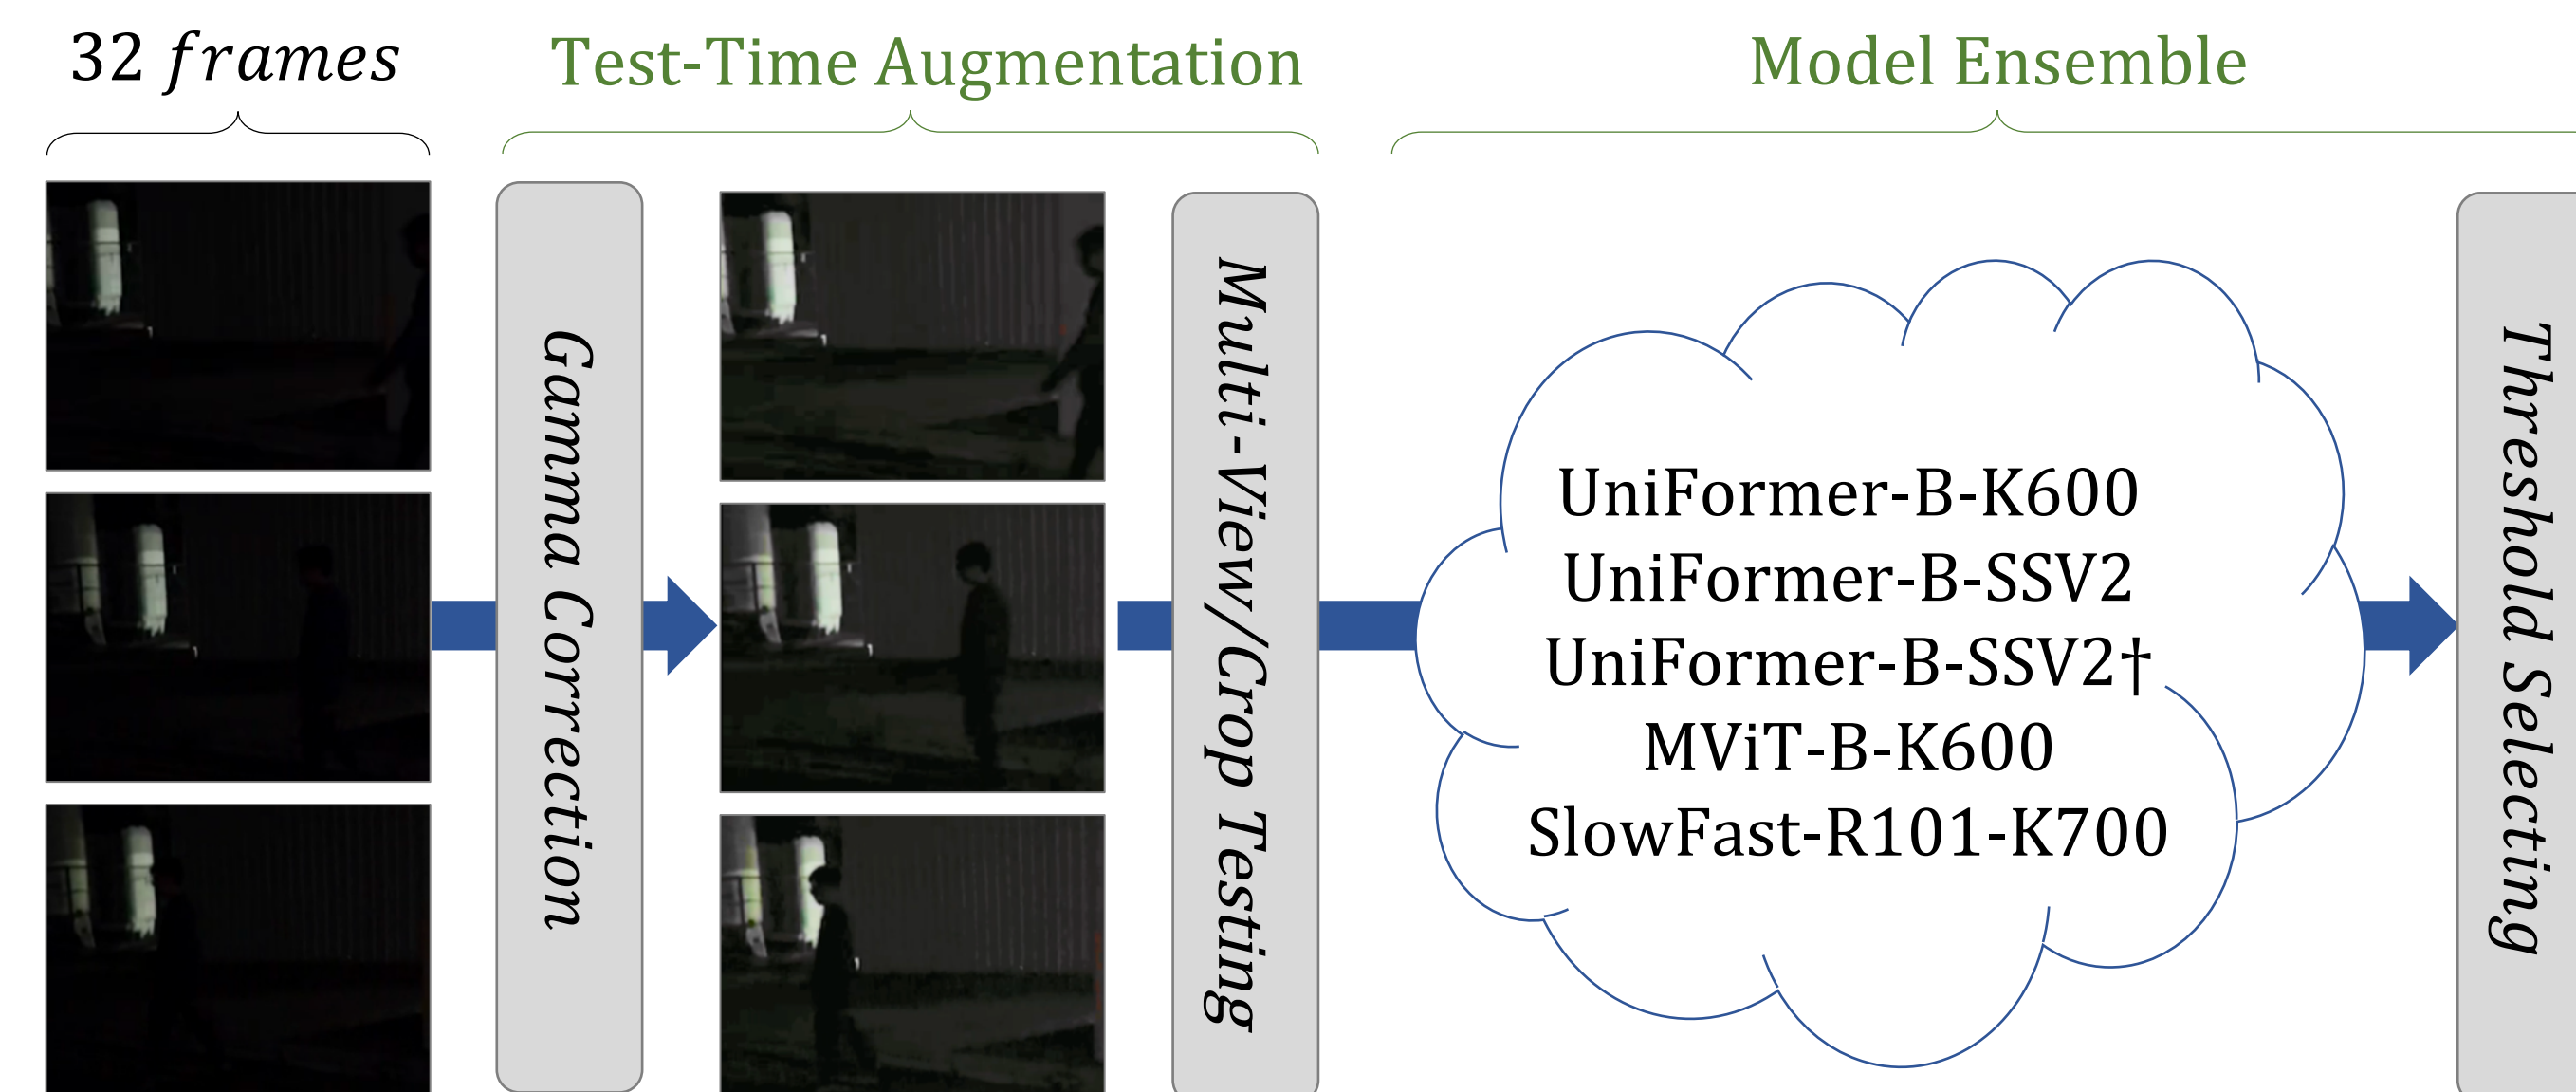 32 frames
Test-Time Augmentation
Model Ensemble
Gamma Correction
Multi-View/Crop Testing
UniFormer-B-K600
UniFormer-B-SSV2
UniFormer-B-SSV2†
MViT-B-K600
SlowFast-R101-K700
Threshold Selecting